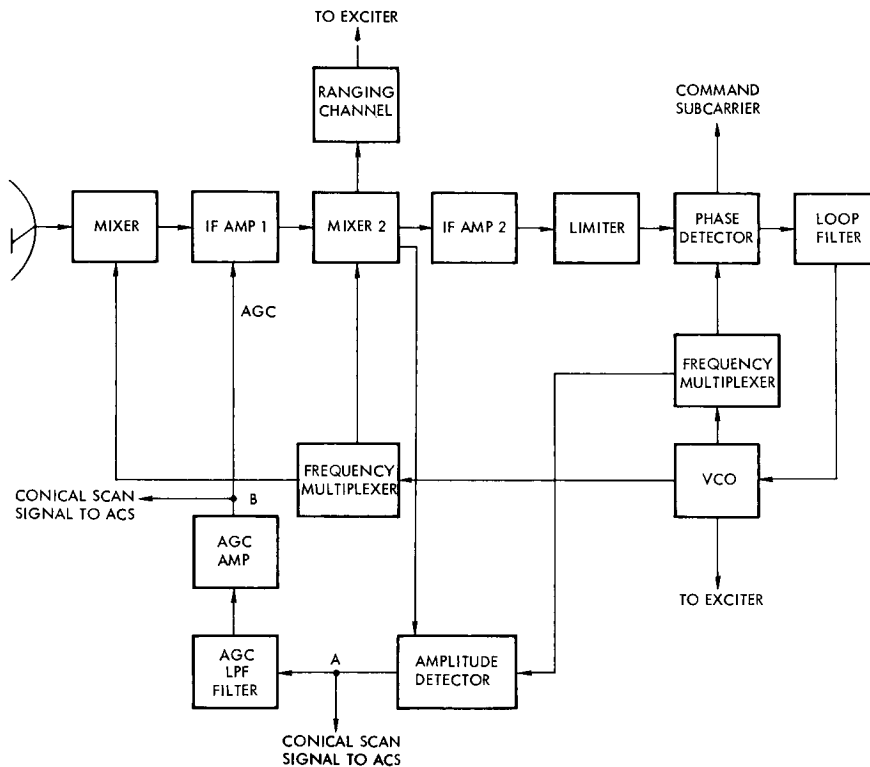 TO EXCITER
RANGING
CHANNEL
COMMAND
SUBCARRIER
MIXER
IF AMP 1
MIXER 2
IF AMP 2
LIMITER
PHASE
DETECTOR
LOOP
FILTER
AGC
FREQUENCY
MULTIPLEXER
FREQUENCY
MULTIPLEXER
VCO
CONICAL SCAN
SIGNAL TO ACS
B
AGC
AMP
TO EXCITER
AGC
LPF
FILTER
A
AMPLITUDE
DETECTOR
CONICAL SCAN
SIGNAL TO ACS